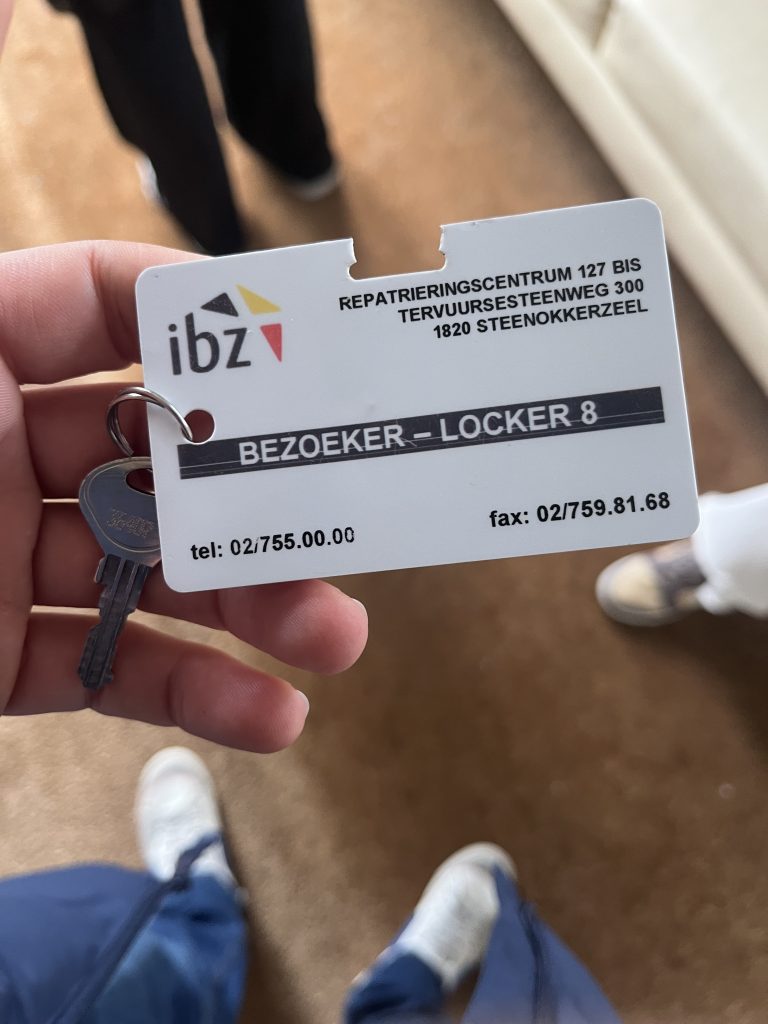 ibz
REPATRIERINGSCENTRUM 127 BIS
TERVUURSESTEENWEG 300
1820 STEENOKKERZEEL
BEZOEKER – LOCKER 8
tel: 02/755.00.00
fax: 02/759.81.68